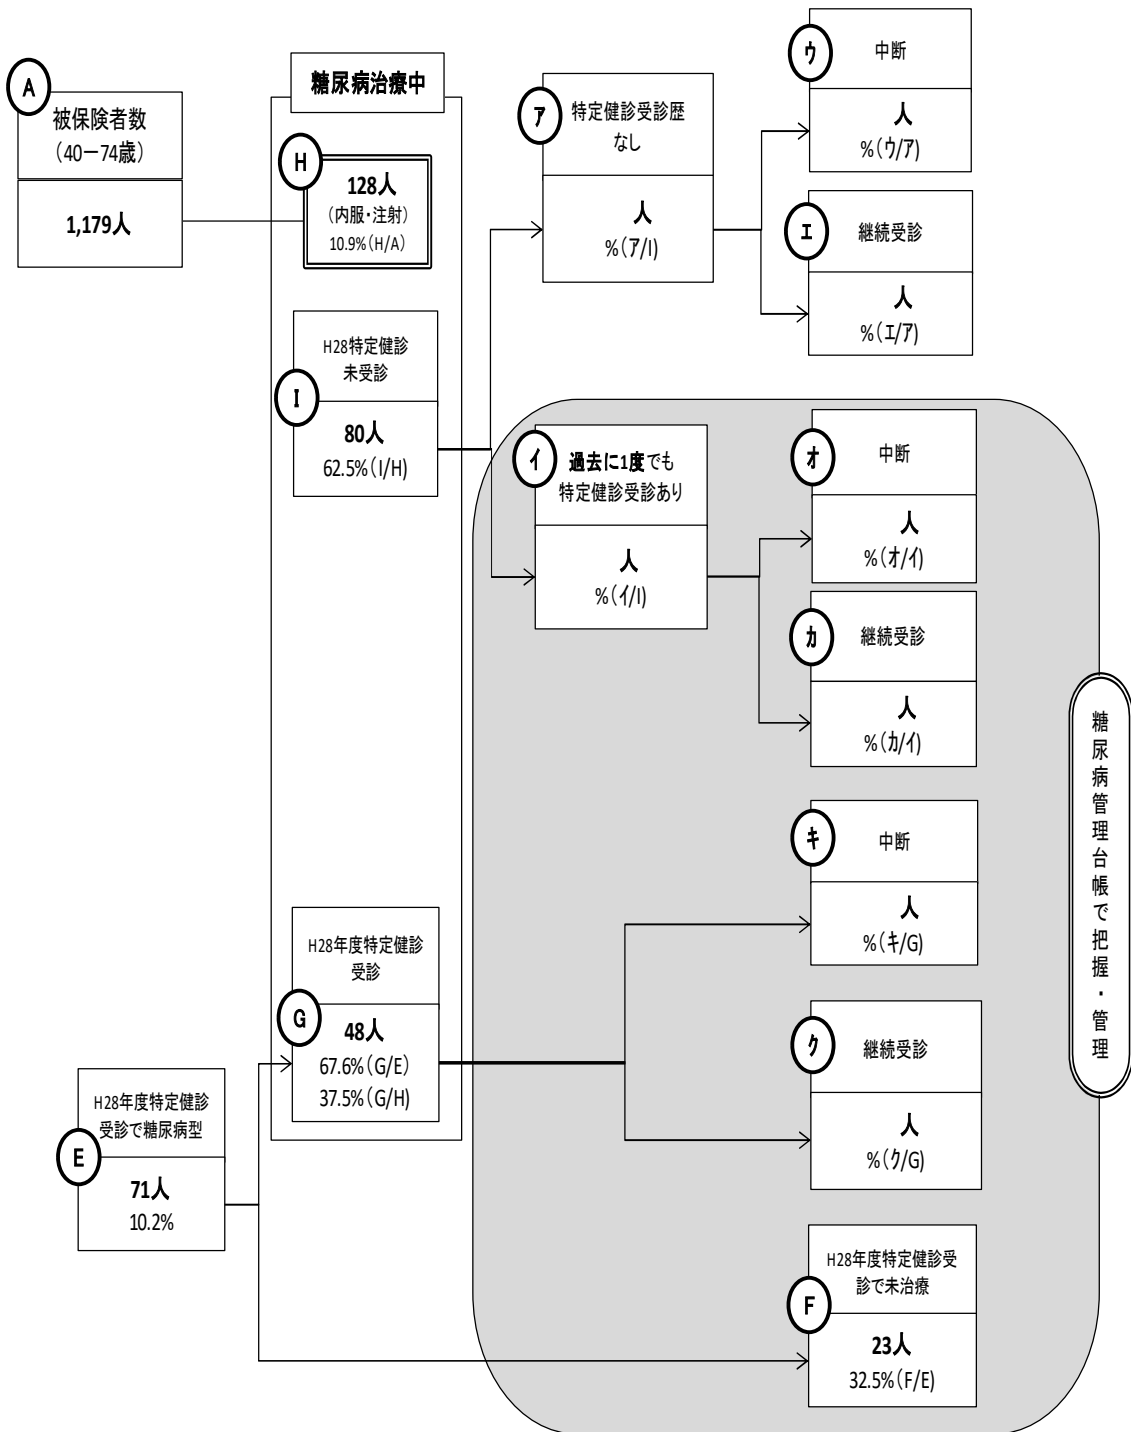 A
被保険者数
（40－74歳）
1,179人
糖尿病治療中
H
128人
（内服・注射）
10.9%（H/A）
I
H28特定健診
未受診
80人
62.5%（I/H）
ア
特定健診受診歴
なし
人
%（ア/I）
ウ
中断
人
%（ウ/ア）
エ
継続受診
人
%（エ/ア）
イ
過去に1度でも
特定健診受診あり
人
%（イ/I）
オ
中断
人
%（オ/イ）
カ
継続受診
人
%（カ/イ）
キ
中断
人
%（キ/G）
G
H28年度特定健診
受診
48人
67.6%（G/E）
37.5%（G/H）
ク
継続受診
人
%（ク/G）
E
H28年度特定健診
受診で糖尿病型
71人
10.2%
F
H28年度特定健診受
診で未治療
23人
32.5%（F/E）
糖尿病管理台帳で把握・管理